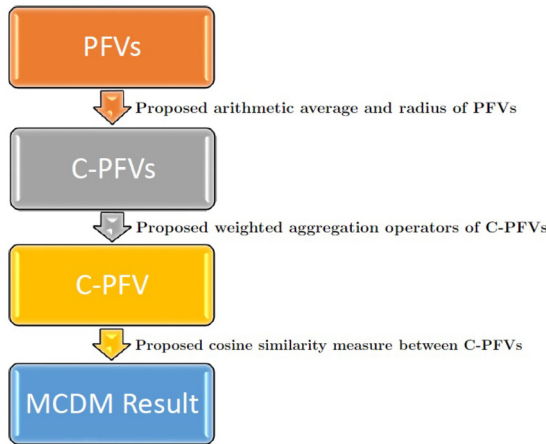 PFVs
Proposed arithmetic average and radius of PFVs
C-PFVs
Proposed weighted aggregation operators of C-PFVs
C-PFV
Proposed cosine similarity measure between C-PFVs
MCDM Result